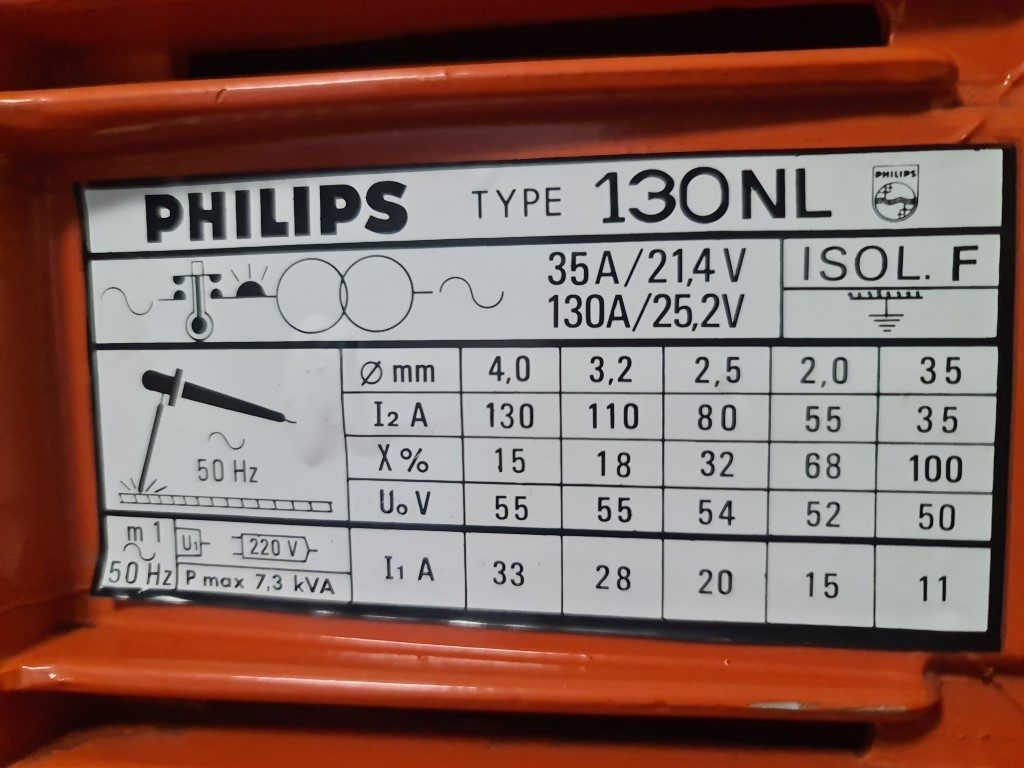 PHILIPS TYPE 130NL PHILIPS
35A/21,4V
130A/25,2V
ISOL. F
50 Hz
Ø mm 4,0 3,2 2,5 2,0 35
I2 A 130 110 80 55 35
X% 15 18 32 68 100
U₀ V 55 55 54 52 50
I1 A 33 28 20 15 11
m 1
50 Hz
U1 220 V
P max 7,3 kVA